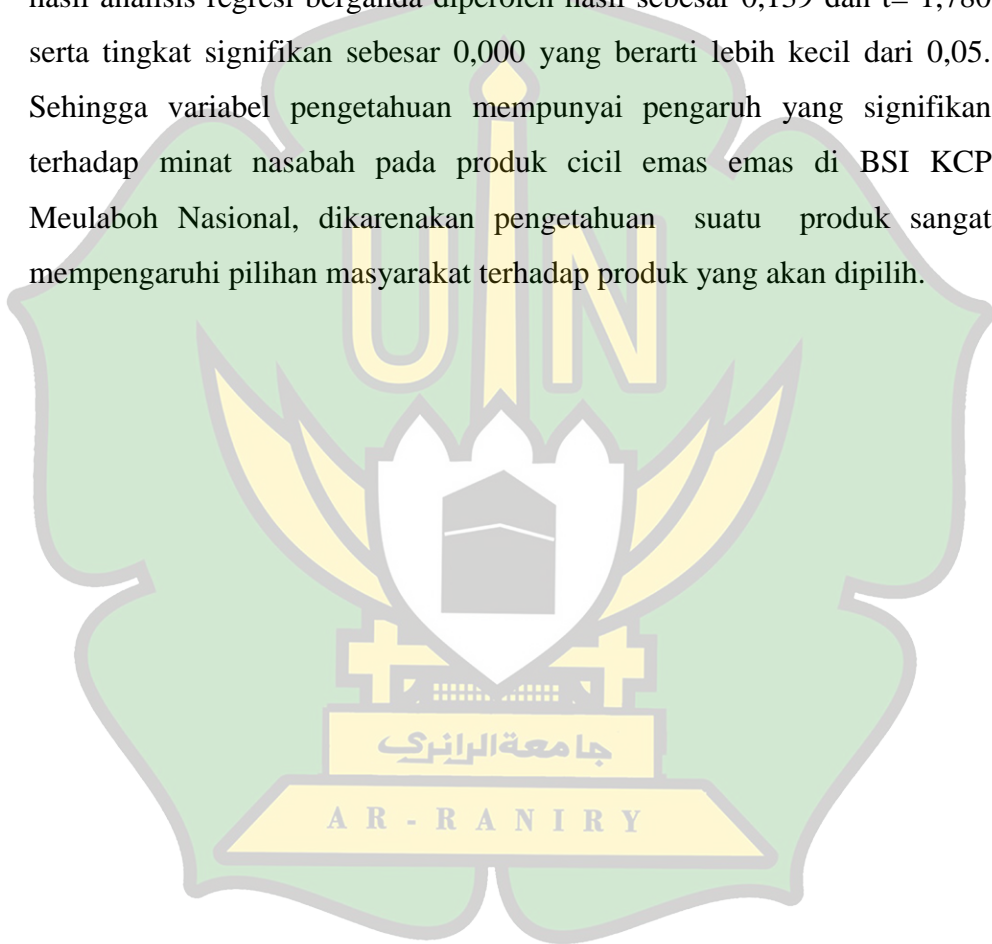 hasil analisis regresi berganda diperoleh hasil sebesar 0,139 dan t= 1,780
serta tingkat signifikan sebesar 0,000 yang berarti lebih kecil dari 0,05.
Sehingga variabel pengetahuan mempunyai pengaruh yang signifikan
terhadap minat nasabah pada produk cicil emas emas di BSI KCP
Meulaboh Nasional, dikarenakan pengetahuan suatu produk sangat
mempengaruhi pilihan masyarakat terhadap produk yang akan dipilih.
UIN
جامعة الرانري
AR-RANIRY